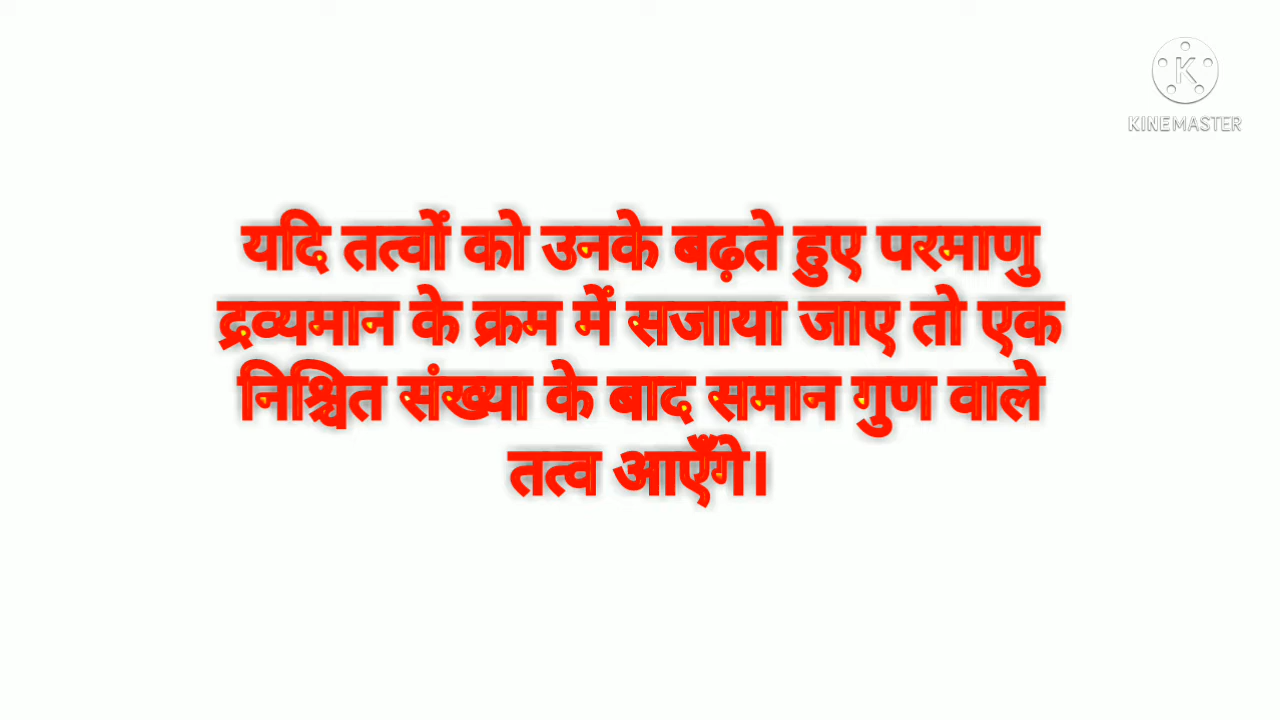 K
KINEMASTER
यदि तत्वों को उनके बढ़ते हुए परमाणु
द्रव्यमान के क्रम में सजाया जाए तो एक
निश्चित संख्या के बाद समान गुण वाले
तत्व आएँगे।